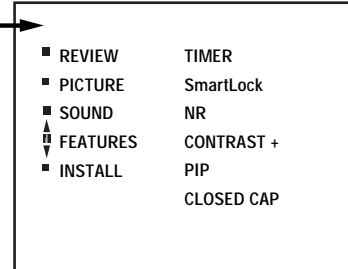 REVIEW TIMER
PICTURE SmartLock
SOUND NR
FEATURES CONTRAST +
INSTALL PIP
CLOSED CAP